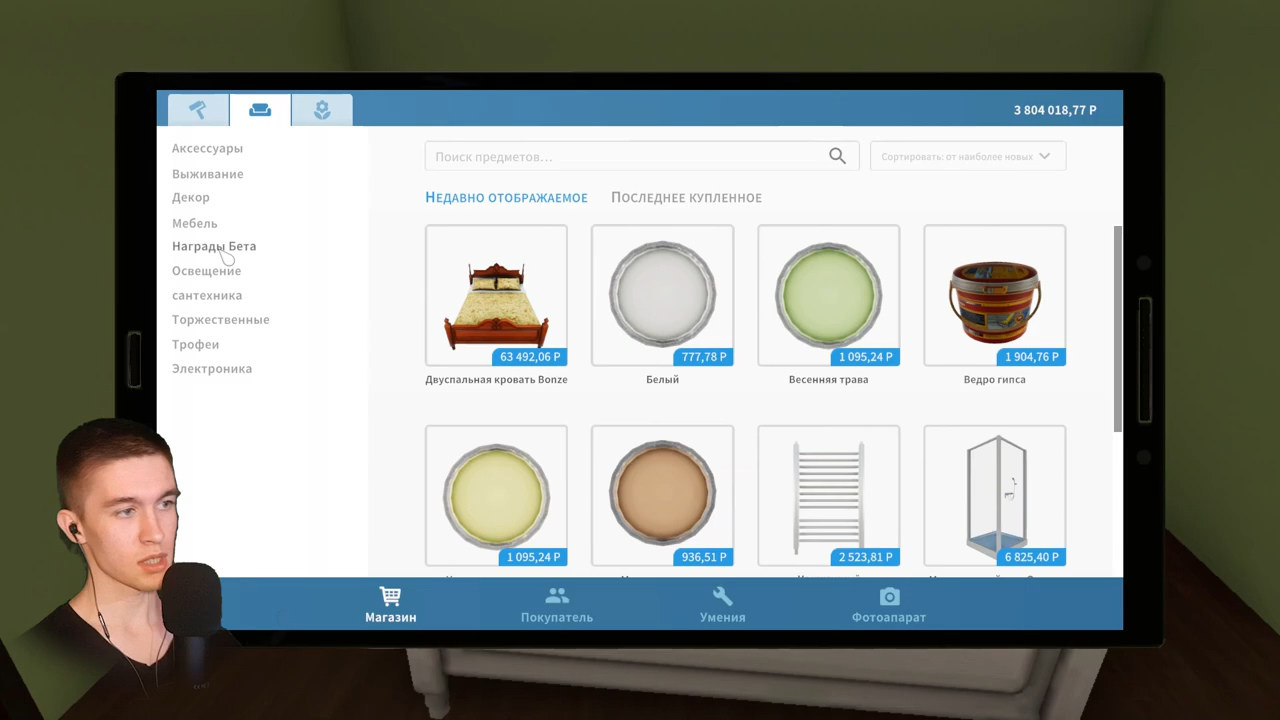 3 804 018,77 Р
Аксессуары
Выживание
Декор
Мебель
Награды Бета
Освещение
сантехника
Торжественные
Трофеи
Электроника
Поиск предметов...
Сортировать: от наиболее новых
Недавно отображаемое
Последнее купленное
63 492,06 Р
777,78 Р
1 095,24 Р
1 904,76 Р
Двуспальная кровать Bonze
Белый
Весенняя трава
Ведро гипса
1 095,24 Р
936,51 Р
2 523,81 Р
6 825,40 Р
Магазин
Покупатель
Умения
Фотоапарат